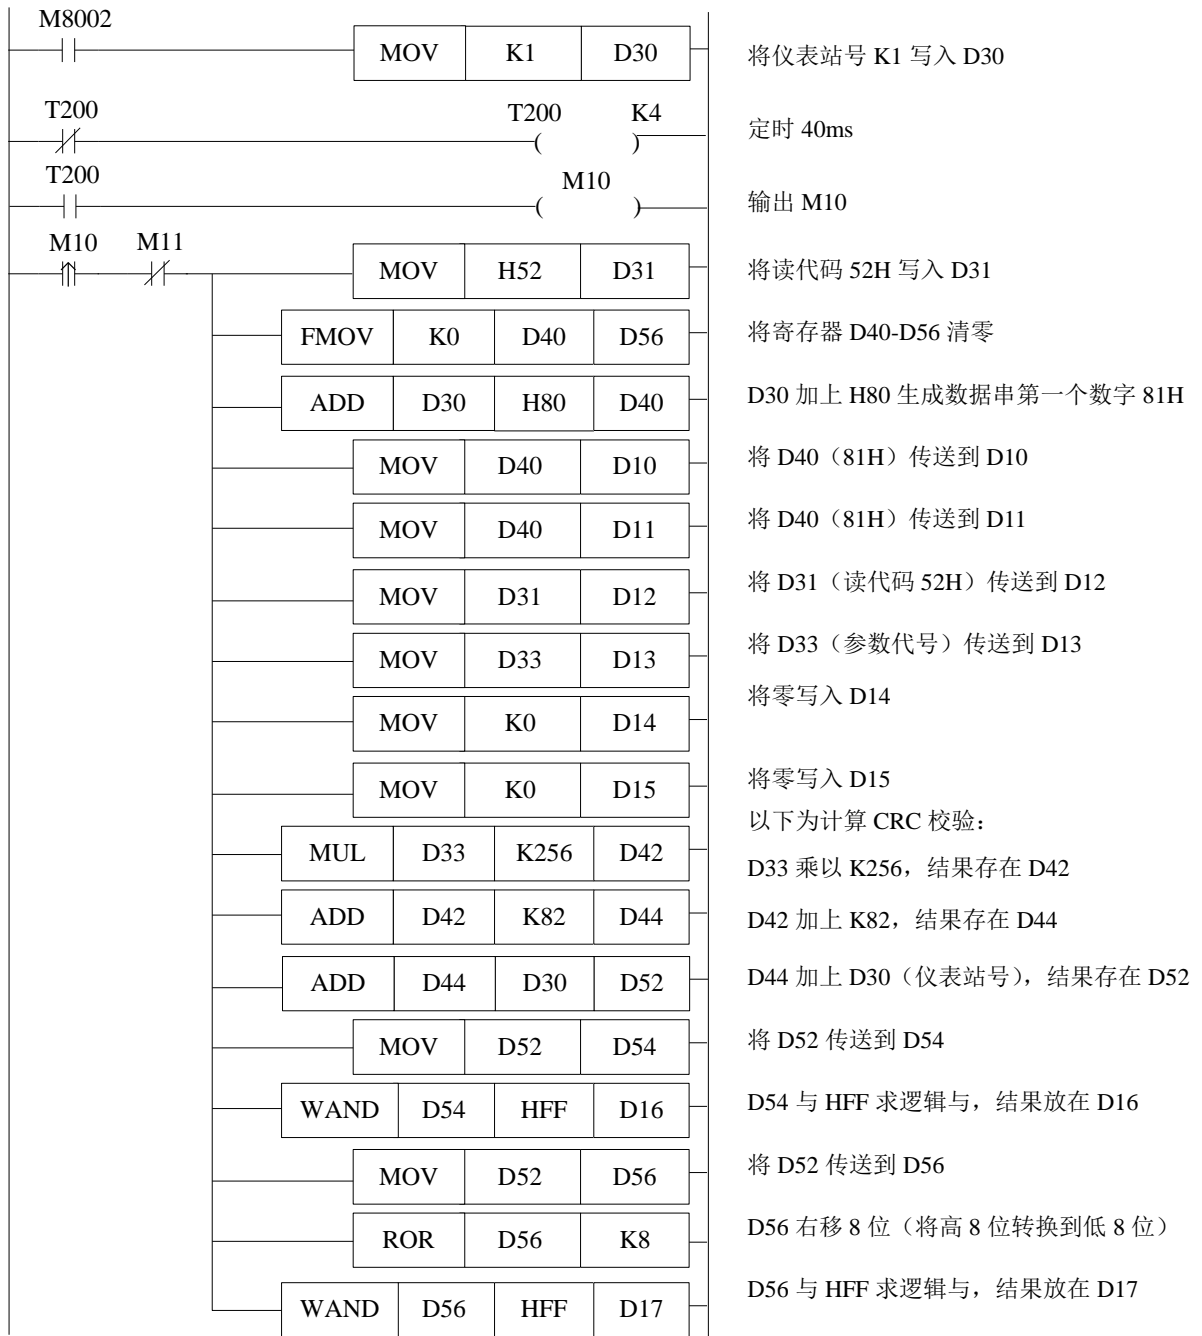 M8002
MOV K1 D30 将仪表站号 K1 写入 D30
T200 T200 K4 定时 40ms
T200 M10 输出 M10
M10 M11
MOV H52 D31 将读代码 52H 写入 D31
FMOV K0 D40 D56 将寄存器 D40-D56 清零
ADD D30 H80 D40 D30 加上 H80 生成数据串第一个数字 81H
MOV D40 D10 将 D40（81H）传送到 D10
MOV D40 D11 将 D40（81H）传送到 D11
MOV D31 D12 将 D31（读代码 52H）传送到 D12
MOV D33 D13 将 D33（参数代号）传送到 D13
MOV K0 D14 将零写入 D14
MOV K0 D15 将零写入 D15
以下为计算 CRC 校验：
MUL D33 K256 D42 D33 乘以 K256，结果存在 D42
ADD D42 K82 D44 D42 加上 K82，结果存在 D44
ADD D44 D30 D52 D44 加上 D30（仪表站号），结果存在 D52
MOV D52 D54 将 D52 传送到 D54
WAND D54 HFF D16 D54 与 HFF 求逻辑与，结果放在 D16
MOV D52 D56 将 D52 传送到 D56
ROR D56 K8 D56 右移 8 位（将高 8 位转换到低 8 位）
WAND D56 HFF D17 D56 与 HFF 求逻辑与，结果放在 D17